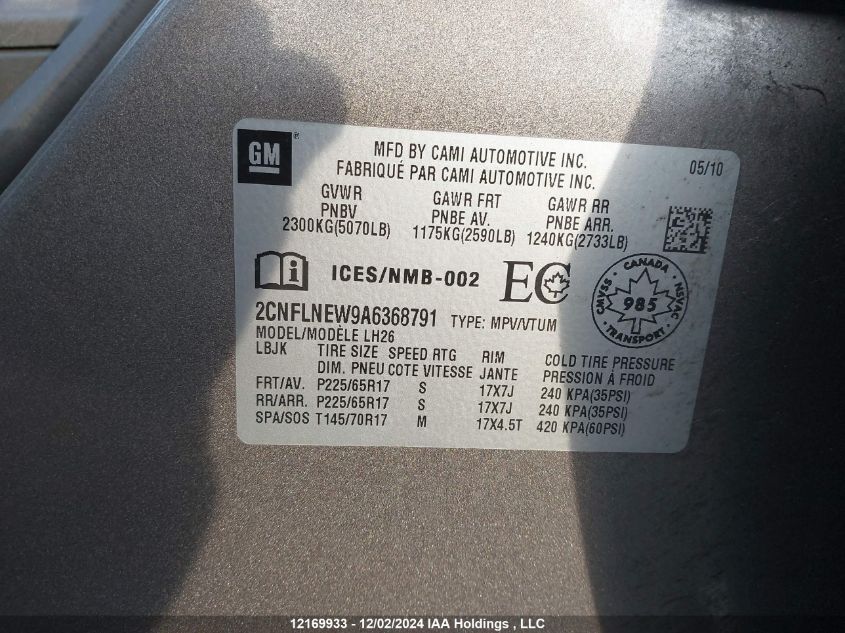 GM®
MFD BY CAMI AUTOMOTIVE INC.
FABRIQUÉ PAR CAMI AUTOMOTIVE INC.
05/10
GVWR GAWR FRT GAWR RR
PNBV PNBE AV. PNBE ARR.
2300KG(5070LB) 1175KG(2590LB) 1240KG(2733LB)
i ICES/NMB-002 EC
CANADA
CMVSS 985 NSVAC
TRANSPORT
2CNFLNEW9A6368791 TYPE: MPV/VTUM
MODEL/MODÈLE LH26
LBJK TIRE SIZE SPEED RTG RIM COLD TIRE PRESSURE
DIM. PNEU COTE VITESSE JANTE PRESSION À FROID
FRT/AV. P225/65R17 S 17X7J 240 KPA(35PSI)
RR/ARR. P225/65R17 S 17X7J 240 KPA(35PSI)
SPA/SOS T145/70R17 M 17X4.5T 420 KPA(60PSI)
12169933 - 12/02/2024 IAA Holdings , LLC